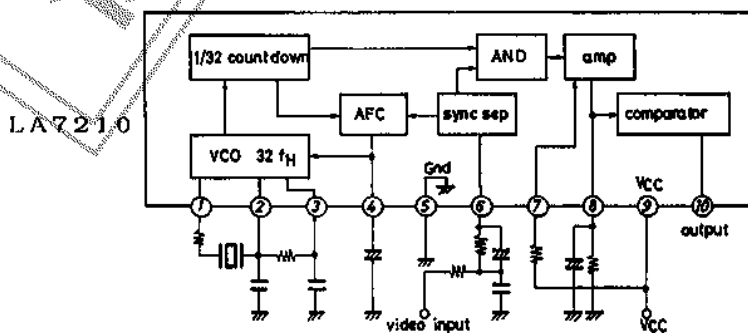 LA7210
1/32 countdown
AND
amp
AFC
sync sep
comparator
VCO 32 fH
Gnd
VCC
1
2
3
4
5
6
7
8
9
10
output
video input
VCC